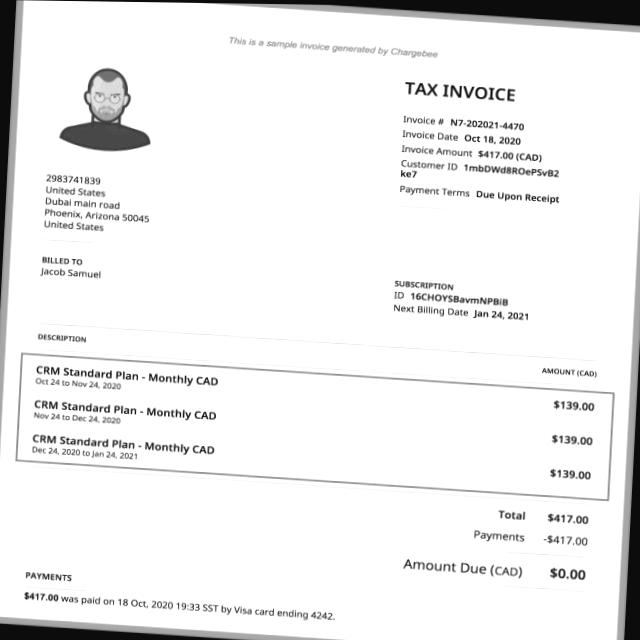 This is a sample invoice generated by Chargebee
TAX INVOICE
Invoice # N7-202021-4470
Invoice Date Oct 18, 2020
Invoice Amount $417.00 (CAD)
Customer ID 1mbDWd8ROePSvB2
ke7
Payment Terms Due Upon Receipt
2983741839
United States
Dubai main road
Phoenix, Arizona 50045
United States
BILLED TO
Jacob Samuel
SUBSCRIPTION
ID 16CHOYSBavmNPBiB
Next Billing Date Jan 24, 2021
DESCRIPTION AMOUNT (CAD)
CRM Standard Plan - Monthly CAD $139.00
Oct 24 to Nov 24, 2020
CRM Standard Plan - Monthly CAD $139.00
Nov 24 to Dec 24, 2020
CRM Standard Plan - Monthly CAD $139.00
Dec 24, 2020 to Jan 24, 2021
Total $417.00
Payments -$417.00
Amount Due (CAD) $0.00
PAYMENTS
$417.00 was paid on 18 Oct, 2020 19:33 SST by Visa card ending 4242.